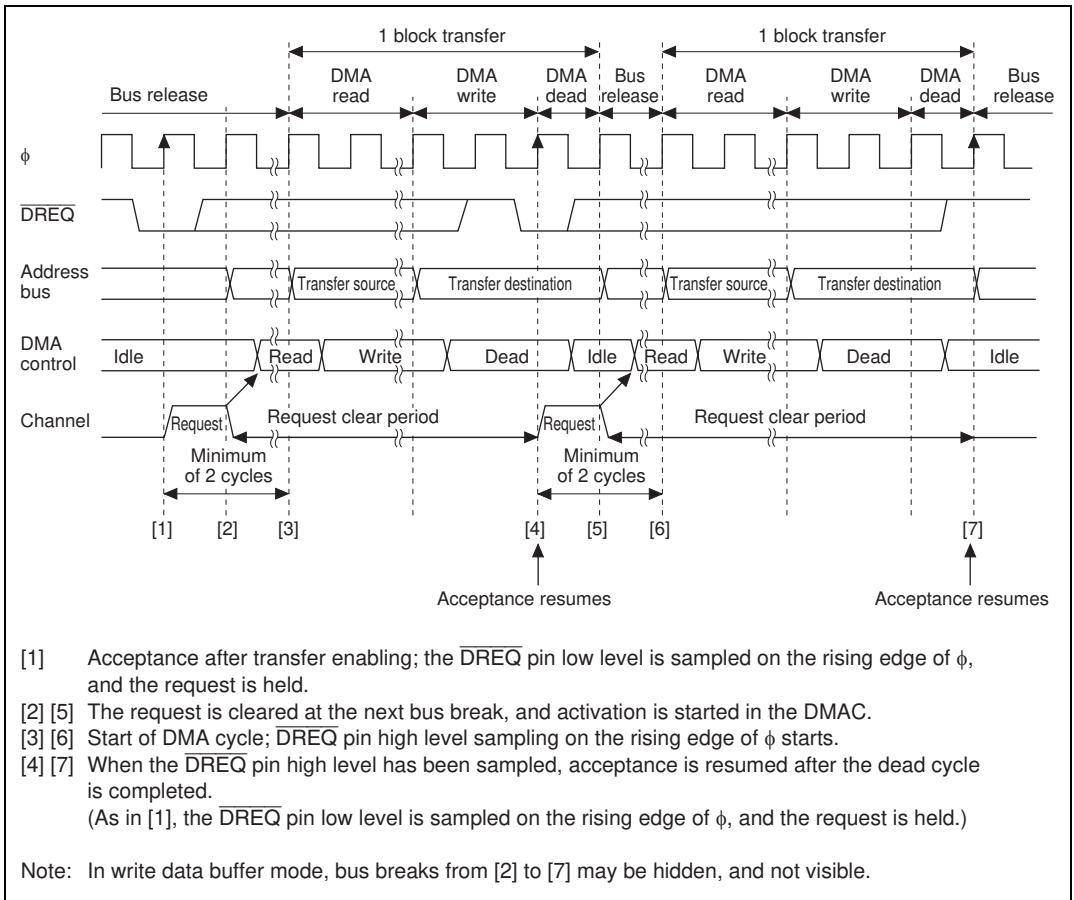 1 block transfer 1 block transfer
DMA read DMA write DMA dead Bus release DMA read DMA write DMA dead Bus release
Bus release
φ
DREQ
Address bus
Transfer source Transfer destination Transfer source Transfer destination
DMA control
Idle Read Write Dead Idle Read Write Dead Idle
Channel
Request Request clear period Request Request clear period
Minimum of 2 cycles Minimum of 2 cycles
[1] [2] [3] [4] [5] [6] [7]
Acceptance resumes Acceptance resumes
[1] Acceptance after transfer enabling; the DREQ pin low level is sampled on the rising edge of φ,
and the request is held.
[2] [5] The request is cleared at the next bus break, and activation is started in the DMAC.
[3] [6] Start of DMA cycle; DREQ pin high level sampling on the rising edge of φ starts.
[4] [7] When the DREQ pin high level has been sampled, acceptance is resumed after the dead cycle
is completed.
(As in [1], the DREQ pin low level is sampled on the rising edge of φ, and the request is held.)
Note: In write data buffer mode, bus breaks from [2] to [7] may be hidden, and not visible.